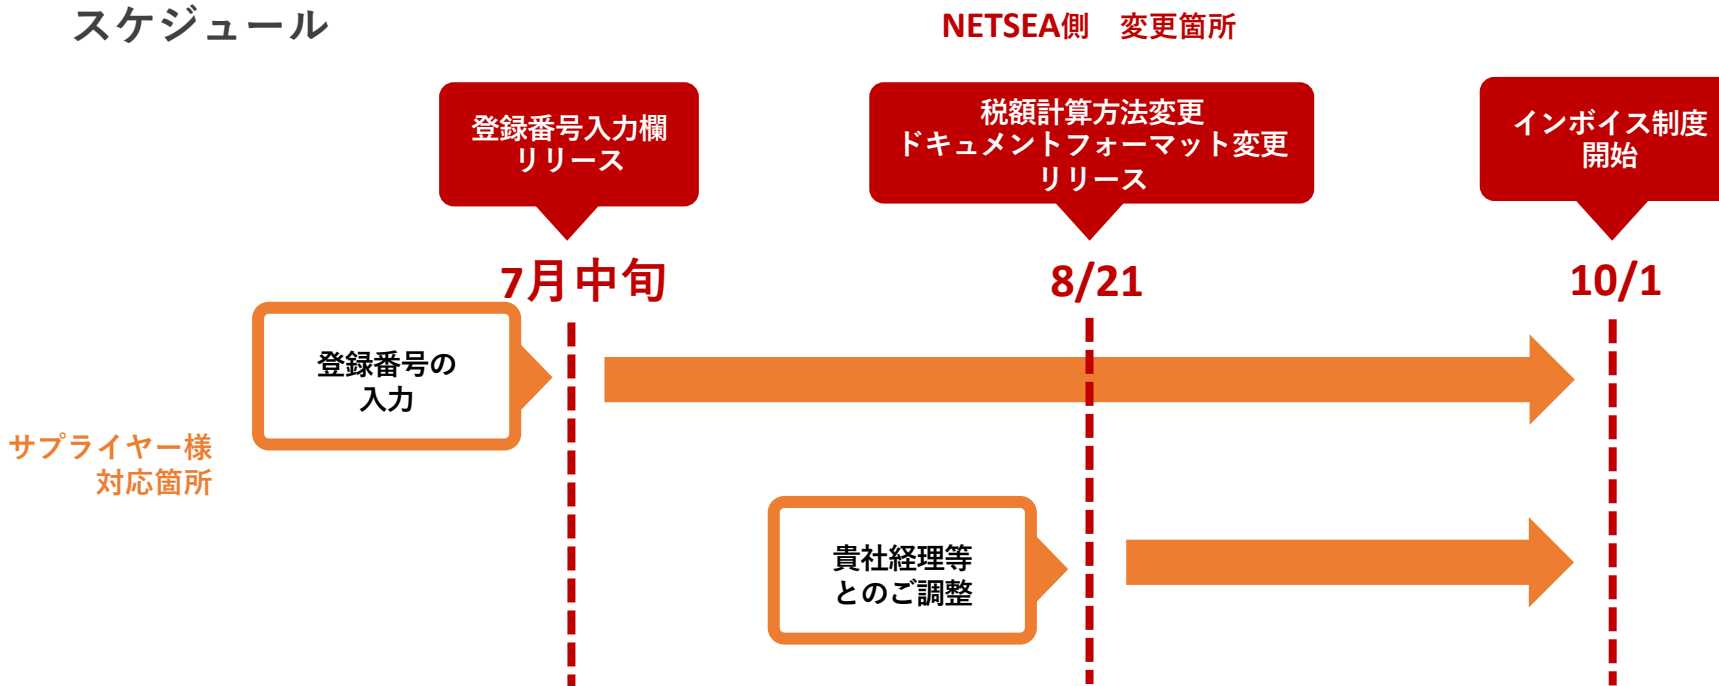 スケジュール
NETSEA側　変更箇所
登録番号入力欄
リリース
税額計算方法変更
ドキュメントフォーマット変更
リリース
インボイス制度
開始
7月中旬
8/21
10/1
登録番号の
入力
サプライヤー様
対応箇所
貴社経理等
とのご調整